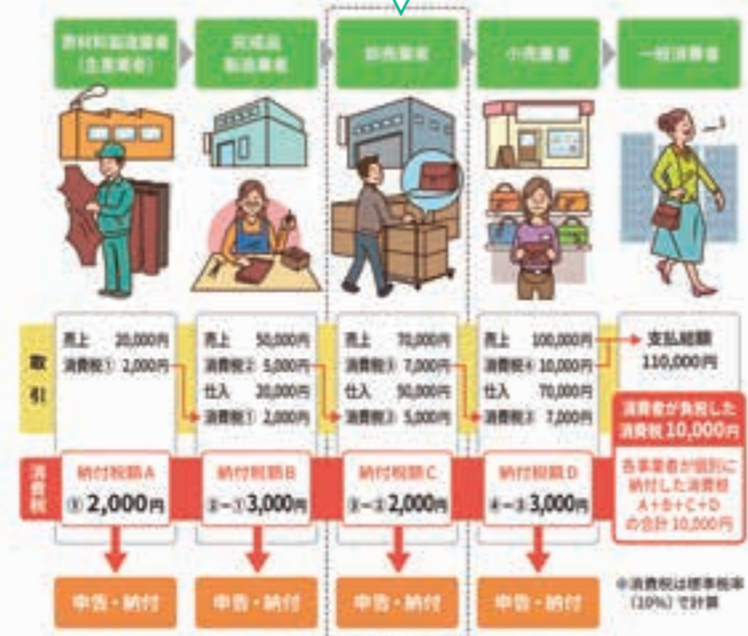 原材料製造業者
(生産業者)
完成品
製造業者
卸売業者
小売業者
一般消費者
取引
売上 20,000円
消費税① 2,000円
売上 50,000円
消費税② 5,000円
仕入 20,000円
消費税① 2,000円
売上 70,000円
消費税③ 7,000円
仕入 50,000円
消費税② 5,000円
売上 100,000円
消費税④ 10,000円
仕入 70,000円
消費税③ 7,000円
支払総額
110,000円
消費者が負担した
消費税 10,000円
消費税
納付税額A
① 2,000円
納付税額B
②-① 3,000円
納付税額C
③-② 2,000円
納付税額D
④-③ 3,000円
各事業者が個別に
納付した消費税
A+B+C+D
の合計 10,000円
申告・納付
申告・納付
申告・納付
申告・納付
※消費税は標準税率
(10%)で計算